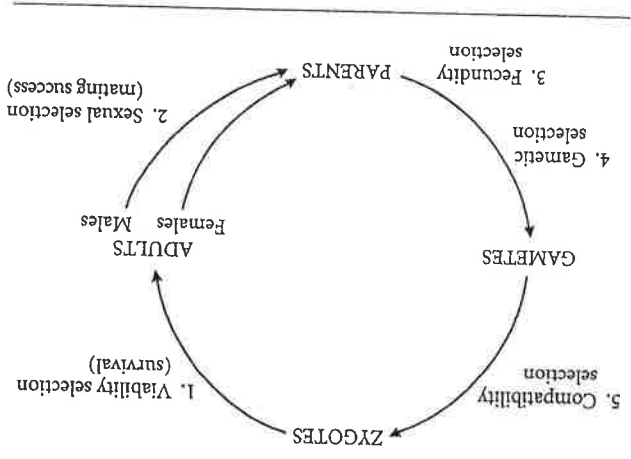 ZYGOTES
1. Viability selection
(survival)
ADULTS
Females Males
2. Sexual selection
(mating success)
PARENTS
3. Fecundity
selection
4. Gametic
selection
GAMETES
5. Compatibility
selection